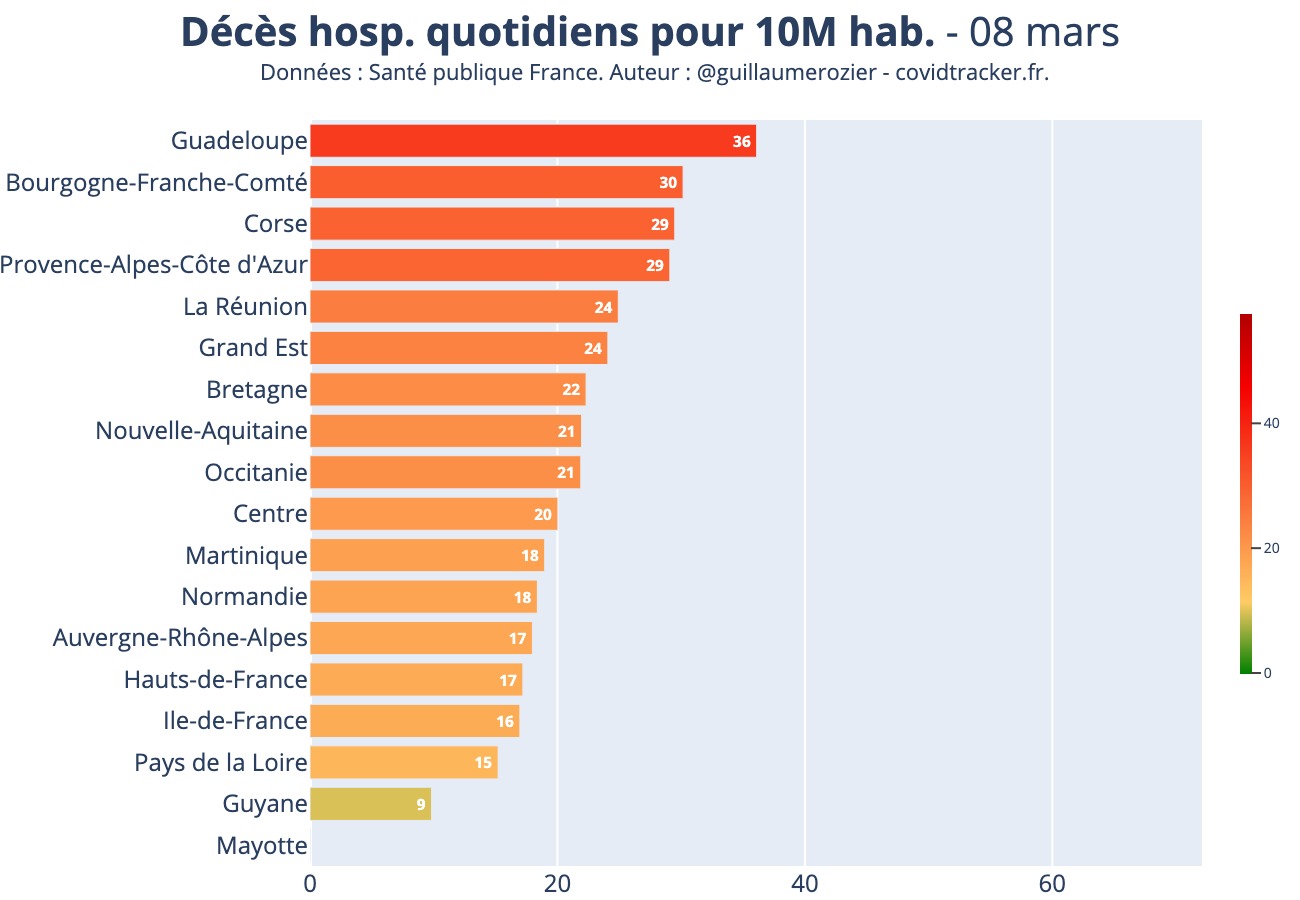 Décès hosp. quotidiens pour 10M hab. - 08 mars
Données : Santé publique France. Auteur : @guillaumerozier - covidtracker.fr.
Guadeloupe 36
Bourgogne-Franche-Comté 30
Corse 29
Provence-Alpes-Côte d'Azur 29
La Réunion 24
Grand Est 24
Bretagne 22
Nouvelle-Aquitaine 21
Occitanie 21
Centre 20
Martinique 18
Normandie 18
Auvergne-Rhône-Alpes 17
Hauts-de-France 17
Ile-de-France 16
Pays de la Loire 15
Guyane 9
Mayotte
0 20 40 60
40
20
0